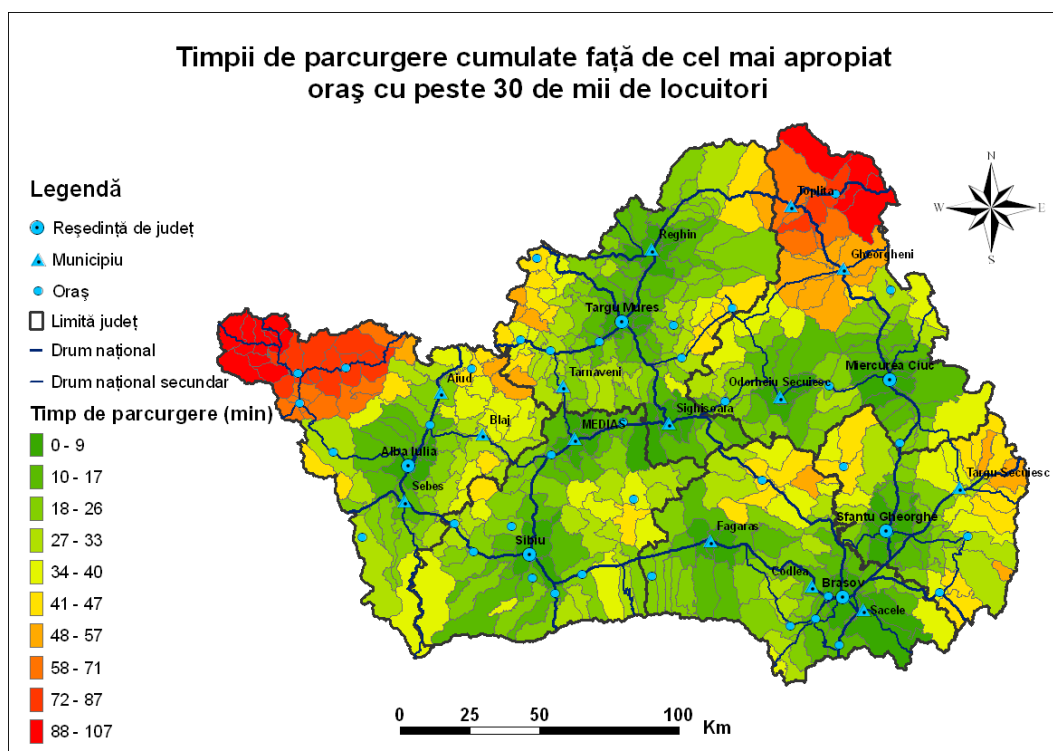 Timpii de parcurgere cumulate față de cel mai apropiat
oraş cu peste 30 de mii de locuitori
Legendă
Reşedință de județ
Municipiu
Oraş
Limită județ
Drum național
Drum național secundar
Timp de parcurgere (min)
0 - 9
10 - 17
18 - 26
27 - 33
34 - 40
41 - 47
48 - 57
58 - 71
72 - 87
88 - 107
N
W
E
S
Toplita
Reghin
Gheorgheni
Targu Mures
Miercurea Ciuc
Tarnaveni
Odorheiu Secuiesc
Aiud
Sighisoara
Blaj
MEDIAS
Alba Iulia
Targu-Secuiesc
Sebes
Sfantu Gheorghe
Fagaras
Sibiu
Codlea
Brasov
Sacele
0 25 50 100
Km